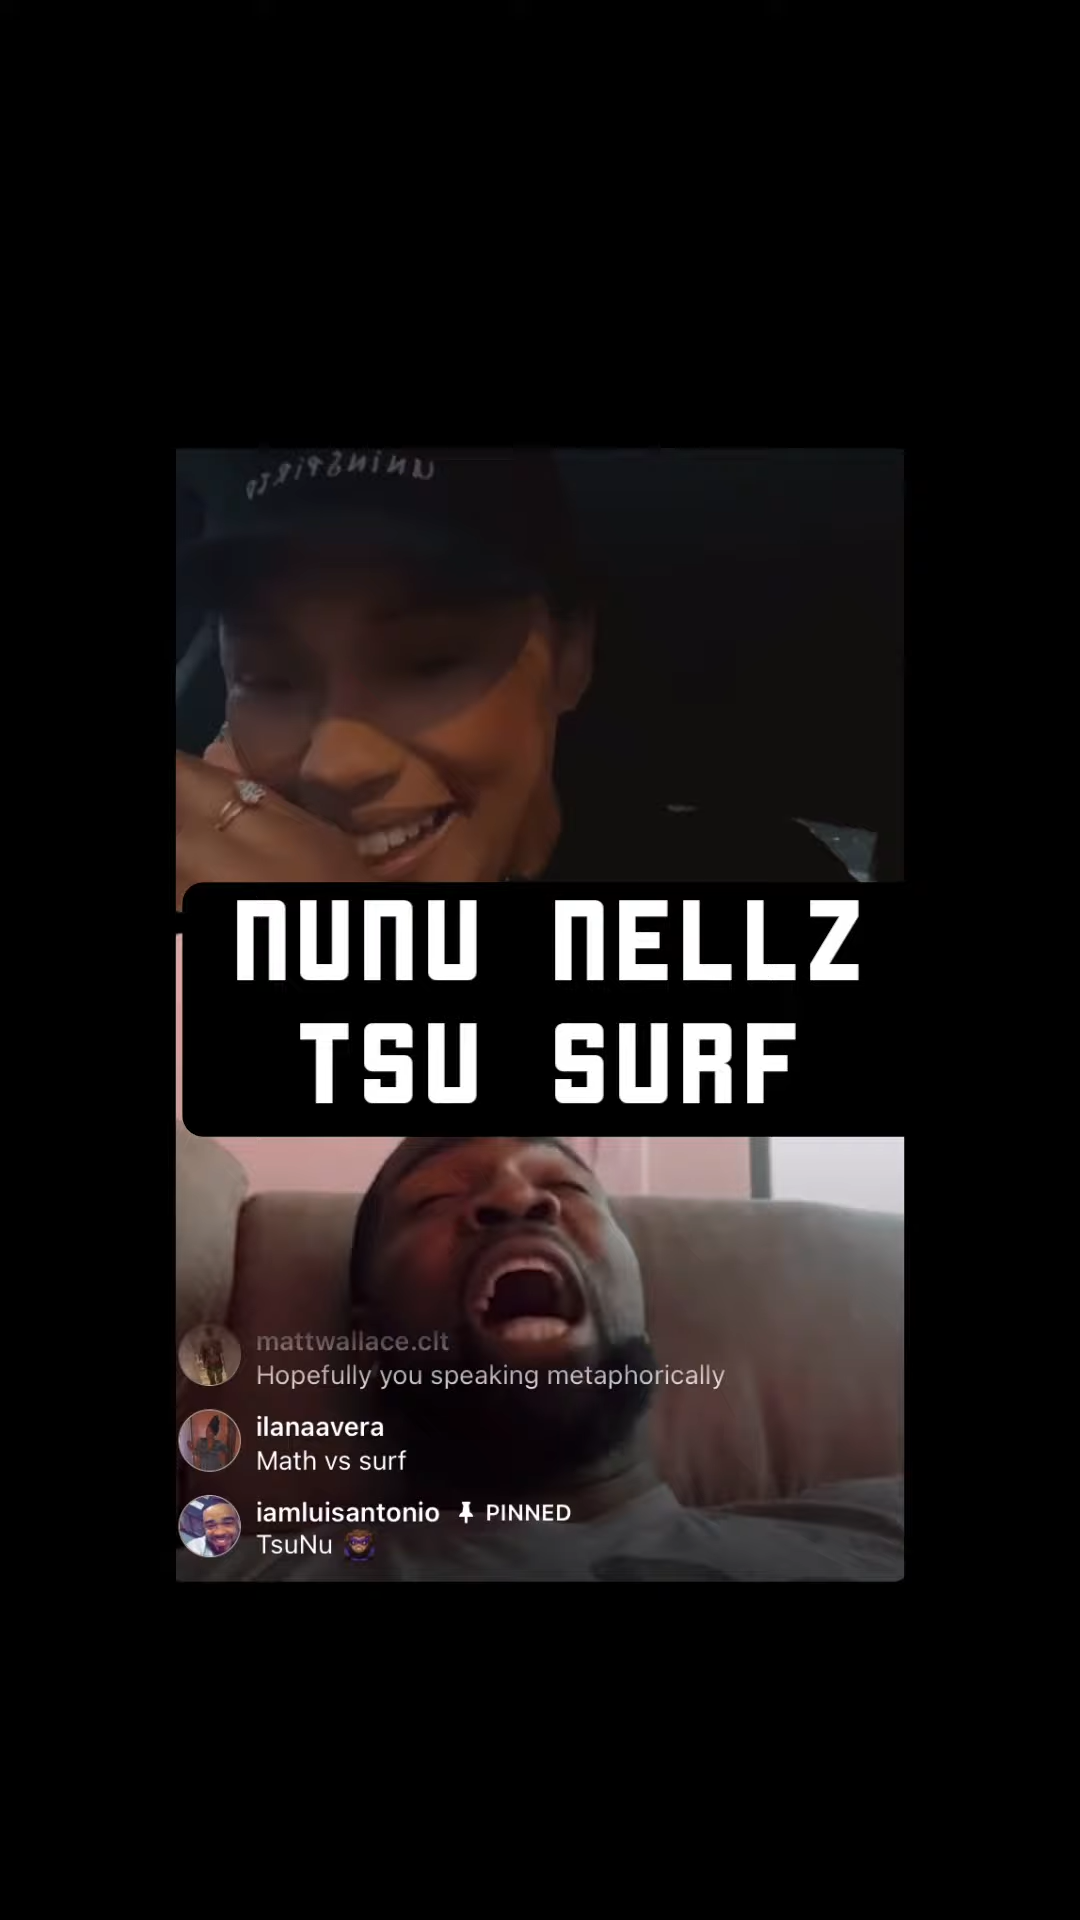 NUNU NELLZ
TSU SURF
mattwallace.clt
Hopefully you speaking metaphorically
ilanaavera
Math vs surf
iamluisantonio PINNED
TsuNu